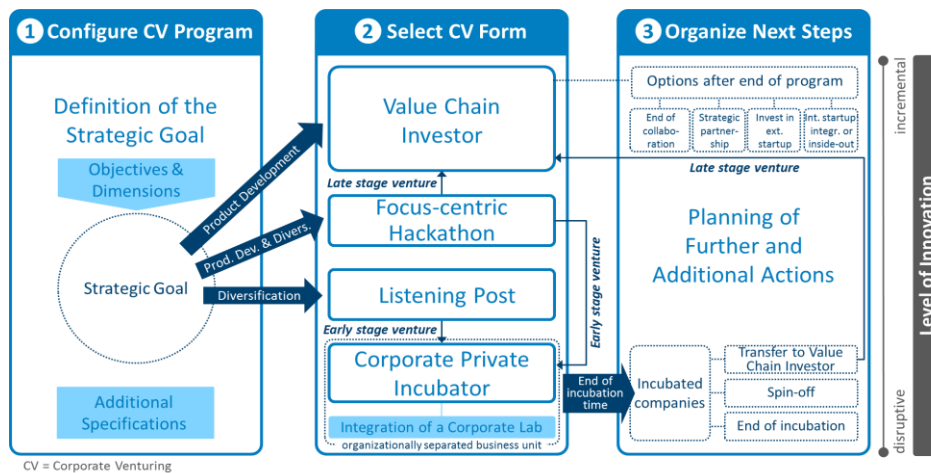 1 Configure CV Program
Definition of the
Strategic Goal
Objectives &
Dimensions
Strategic Goal
Additional
Specifications
Product Development
Prod. Dev. & Divers.
Diversification
2 Select CV Form
Value Chain
Investor
Late stage venture
Focus-centric
Hackathon
Listening Post
Early stage venture
Early stage venture
Corporate Private
Incubator
Integration of a Corporate Lab
organizationally separated business unit
End of
incubation
time
3 Organize Next Steps
Options after end of program
End of
collabo-
ration
Strategic
partner-
ship
Invest in
ext.
startup
Int. startup
integr. or
inside-out
Late stage venture
Planning of
Further and
Additional Actions
Incubated
companies
Transfer to Value
Chain Investor
Spin-off
End of incubation
incremental
Level of Innovation
disruptive
CV = Corporate Venturing